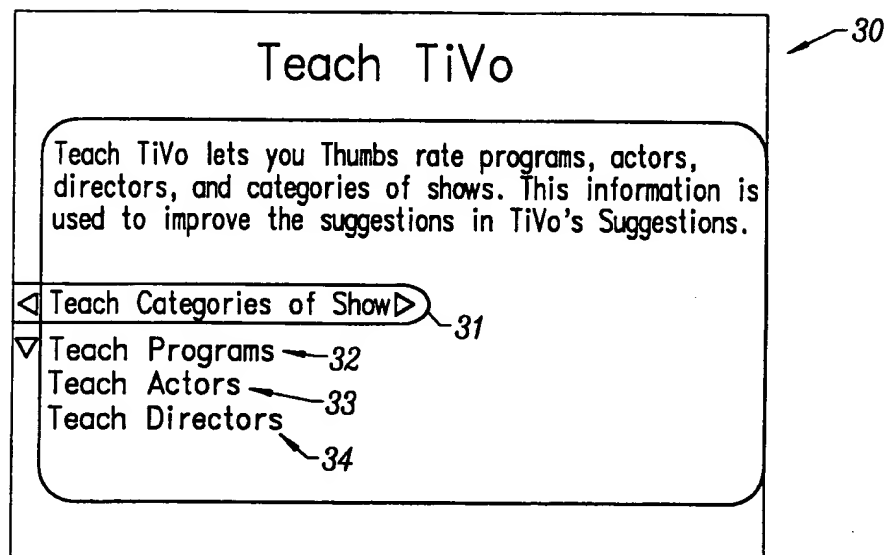 30
Teach TiVo
Teach TiVo lets you Thumbs rate programs, actors,
directors, and categories of shows. This information is
used to improve the suggestions in TiVo's Suggestions.
Teach Categories of Show
31
Teach Programs 32
Teach Actors 33
Teach Directors
34